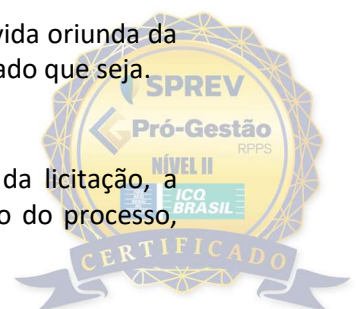 vida oriunda da
ado que seja.
SPREV
Pró-Gestão
RPPS
NÍVEL II
da licitação, a
ICQ
BRASIL
o do processo,
CERTIFICADO